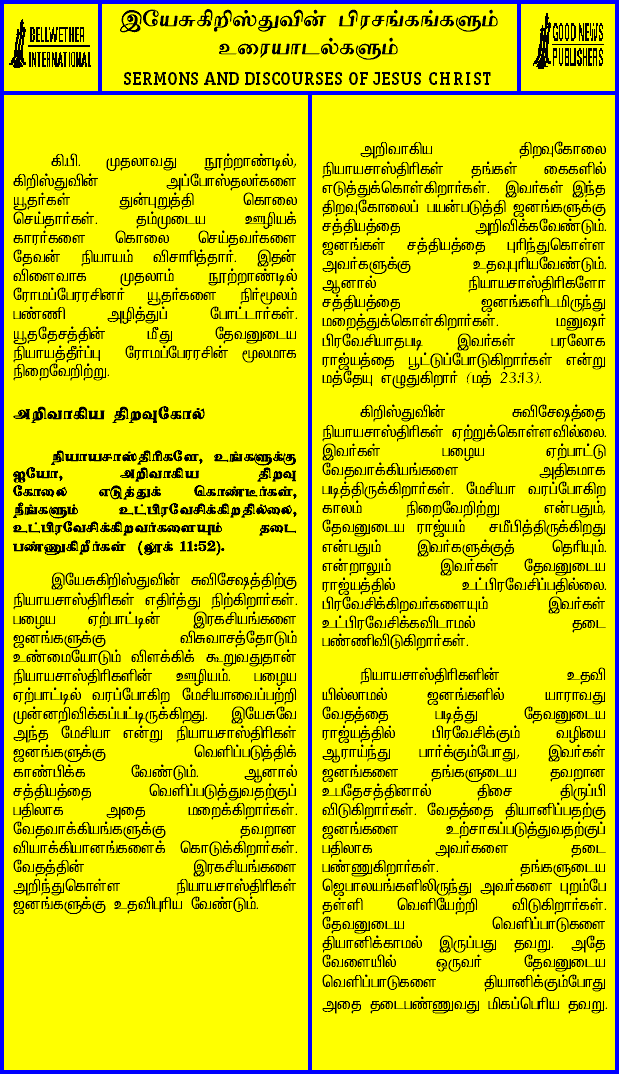 BELLWETHER
INTERNATIONAL
இயேசுகிறிஸ்துவின் பிரசங்கங்களும்
உரையாடல்களும்
SERMONS AND DISCOURSES OF JESUS CHRIST
GOOD NEWS
PUBLISHERS
கி.பி. முதலாவது நூற்றாண்டில்,
கிறிஸ்துவின் அப்போஸ்தலர்களை
யூதர்கள் துன்புறுத்தி கொலை
செய்தார்கள். தம்முடைய ஊழியக்
காரர்களை கொலை செய்தவர்களை
தேவன் நியாயம் விசாரித்தார். இதன்
விளைவாக முதலாம் நூற்றாண்டில்
ரோமப்பேரரசினர் யூதர்களை நிர்மூலம்
பண்ணி அழித்துப் போட்டார்கள்.
யூததேசத்தின் மீது தேவனுடைய
நியாயத்தீர்ப்பு ரோமப்பேரரசின் மூலமாக
நிறைவேறிற்று.
அறிவாகிய திறவுகோல்
நியாயசாஸ்திரிகளே, உங்களுக்கு
ஐயோ, அறிவாகிய திறவு
கோலை எடுத்துக் கொண்டீர்கள்,
நீங்களும் உட்பிரவேசிக்கிறதில்லை,
உட்பிரவேசிக்கிறவர்களையும் தடை
பண்ணுகிறீர்கள் (லூக் 11:52).
இயேசுகிறிஸ்துவின் சுவிசேஷத்திற்கு
நியாயசாஸ்திரிகள் எதிர்த்து நிற்கிறார்கள்.
பழைய ஏற்பாட்டின் இரகசியங்களை
ஜனங்களுக்கு விசுவாசத்தோடும்
உண்மையோடும் விளக்கிக் கூறுவதுதான்
நியாயசாஸ்திரிகளின் ஊழியம். பழைய
ஏற்பாட்டில் வரப்போகிற மேசியாவைப்பற்றி
முன்னறிவிக்கப்பட்டிருக்கிறது. இயேசுவே
அந்த மேசியா என்று நியாயசாஸ்திரிகள்
ஜனங்களுக்கு வெளிப்படுத்திக்
காண்பிக்க வேண்டும். ஆனால்
சத்தியத்தை வெளிப்படுத்துவதற்குப்
பதிலாக அதை மறைக்கிறார்கள்.
வேதவாக்கியங்களுக்கு தவறான
வியாக்கியானங்களைக் கொடுக்கிறார்கள்.
வேதத்தின் இரகசியங்களை
அறிந்துகொள்ள நியாயசாஸ்திரிகள்
ஜனங்களுக்கு உதவிபுரிய வேண்டும்.
அறிவாகிய திறவுகோலை
நியாயசாஸ்திரிகள் தங்கள் கைகளில்
எடுத்துக்கொள்கிறார்கள். இவர்கள் இந்த
திறவுகோலைப் பயன்படுத்தி ஜனங்களுக்கு
சத்தியத்தை அறிவிக்கவேண்டும்.
ஜனங்கள் சத்தியத்தை புரிந்துகொள்ள
அவர்களுக்கு உதவுபுரியவேண்டும்.
ஆனால் நியாயசாஸ்திரிகளோ
சத்தியத்தை ஜனங்களிடமிருந்து
மறைத்துக்கொள்கிறார்கள். மனுஷர்
பிரவேசியாதபடி இவர்கள் பரலோக
ராஜ்யத்தை பூட்டுப்போடுகிறார்கள் என்று
மத்தேயு எழுதுகிறார் (மத் 23:13).
கிறிஸ்துவின் சுவிசேஷத்தை
நியாயசாஸ்திரிகள் ஏற்றுக்கொள்ளவில்லை.
இவர்கள் பழைய ஏற்பாட்டு
வேதவாக்கியங்களை அதிகமாக
படித்திருக்கிறார்கள். மேசியா வரப்போகிற
காலம் நிறைவேறிற்று என்பதும்,
தேவனுடைய ராஜ்யம் சமீபித்திருக்கிறது
என்பதும் இவர்களுக்குத் தெரியும்.
என்றாலும் இவர்கள் தேவனுடைய
ராஜ்யத்தில் உட்பிரவேசிப்பதில்லை.
பிரவேசிக்கிறவர்களையும் இவர்கள்
உட்பிரவேசிக்கவிடாமல் தடை
பண்ணிவிடுகிறார்கள்.
நியாயசாஸ்திரிகளின் உதவி
யில்லாமல் ஜனங்களில் யாராவது
வேதத்தை படித்து தேவனுடைய
ராஜ்யத்தில் பிரவேசிக்கும் வழியை
ஆராய்ந்து பார்க்கும்போது, இவர்கள்
ஜனங்களை தங்களுடைய தவறான
உபதேசத்தினால் திசை திருப்பி
விடுகிறார்கள். வேதத்தை தியானிப்பதற்கு
ஜனங்களை உற்சாகப்படுத்துவதற்குப்
பதிலாக அவர்களை தடை
பண்ணுகிறார்கள். தங்களுடைய
ஜெபாலயங்களிலிருந்து அவர்களை புறம்பே
தள்ளி வெளியேற்றி விடுகிறார்கள்.
தேவனுடைய வெளிப்பாடுகளை
தியானிக்காமல் இருப்பது தவறு. அதே
வேளையில் ஒருவர் தேவனுடைய
வெளிப்பாடுகளை தியானிக்கும்போது
அதை தடைபண்ணுவது மிகப்பெரிய தவறு.